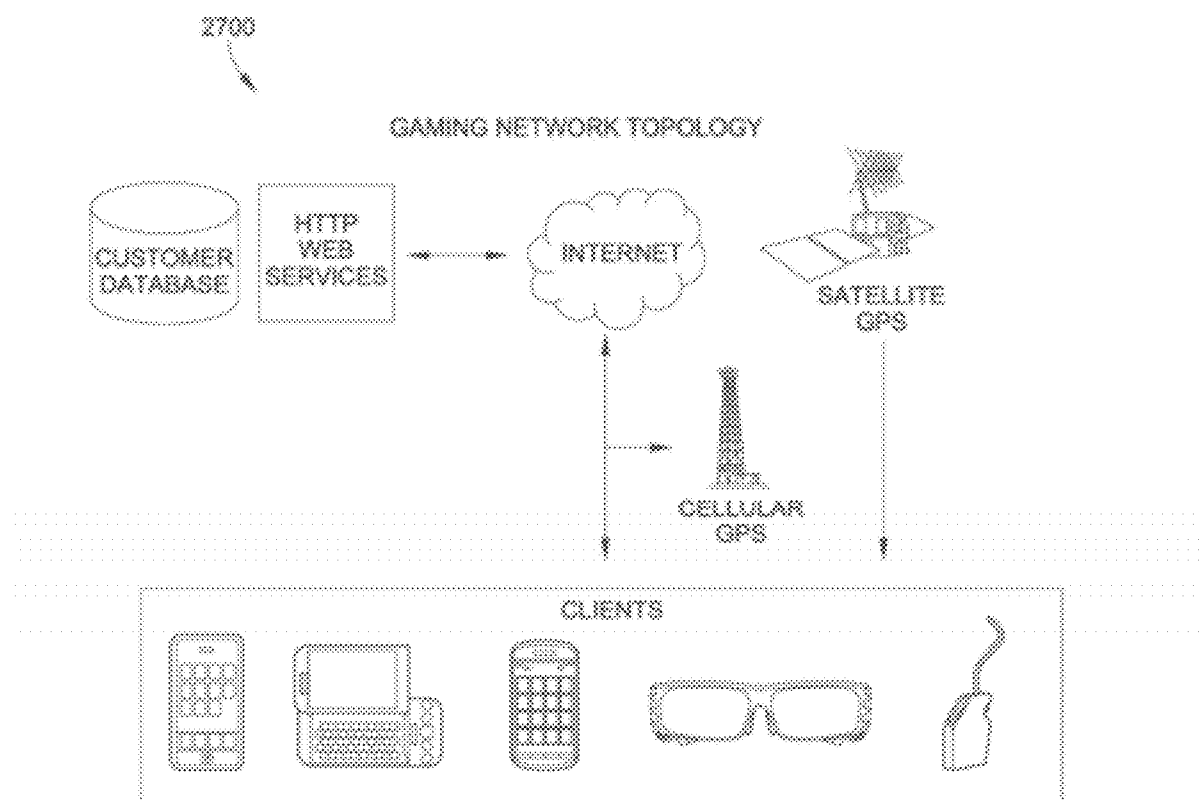 2700
GAMING NETWORK TOPOLOGY
CUSTOMER
DATABASE
HTTP
WEB
SERVICES
INTERNET
SATELLITE
GPS
CELLULAR
GPS
CLIENTS